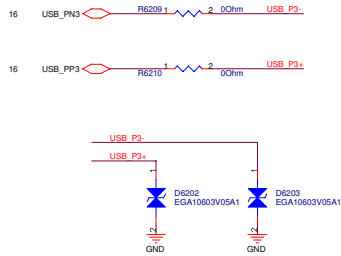 16 USB_PN3 R6209 1 2 0Ohm USB_P3-
16 USB_PP3 R6210 1 2 0Ohm USB_P3+
USB_P3-
USB_P3+
1 1
D6202 D6203
EGA10603V05A1 EGA10603V05A1
2 2
GND GND